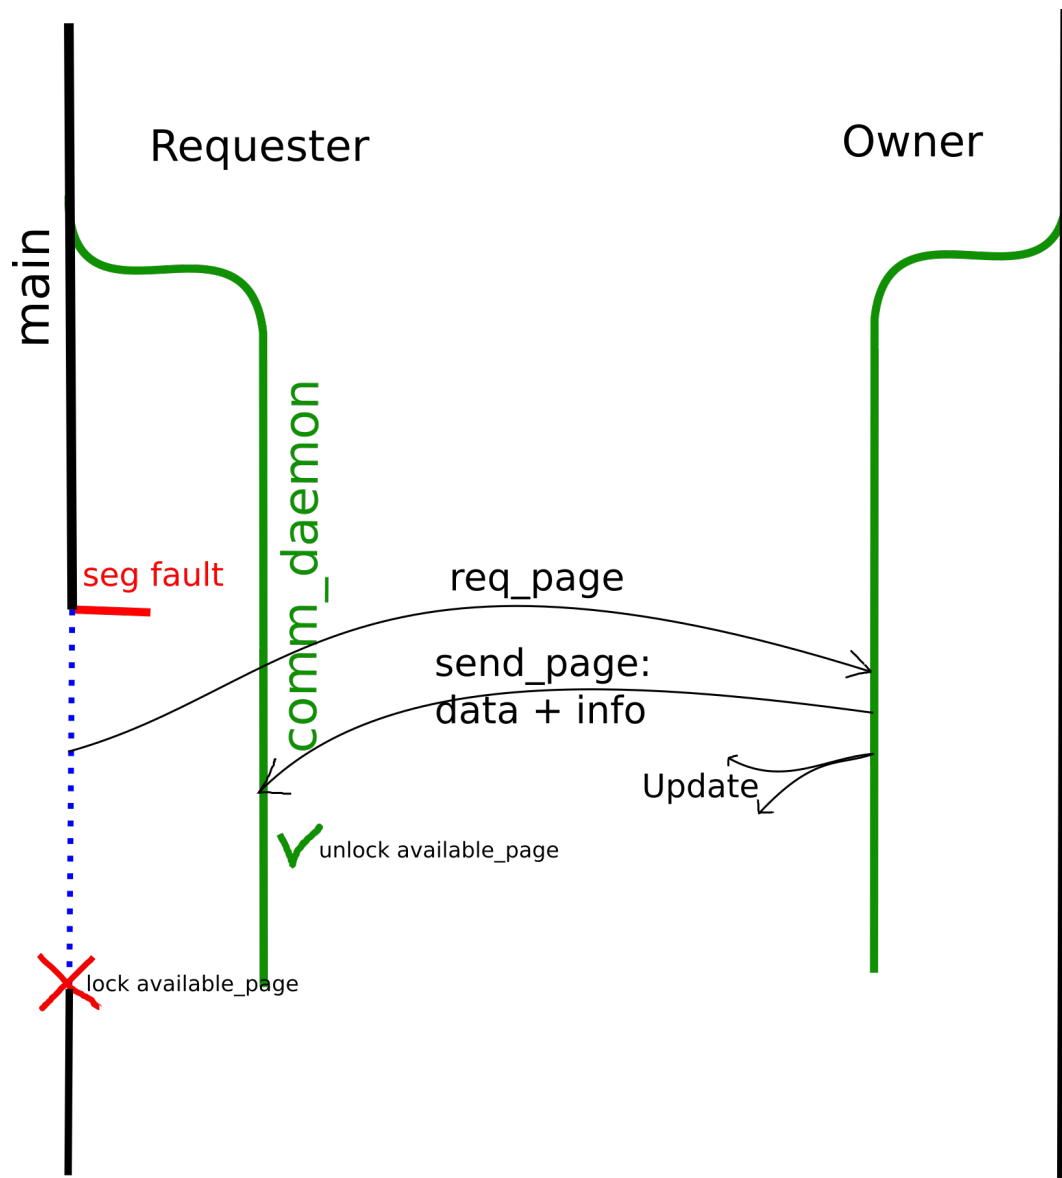 Requester
Owner
main
comm_daemon
seg fault
req_page
send_page:
data + info
Update
unlock available_page
lock available_page